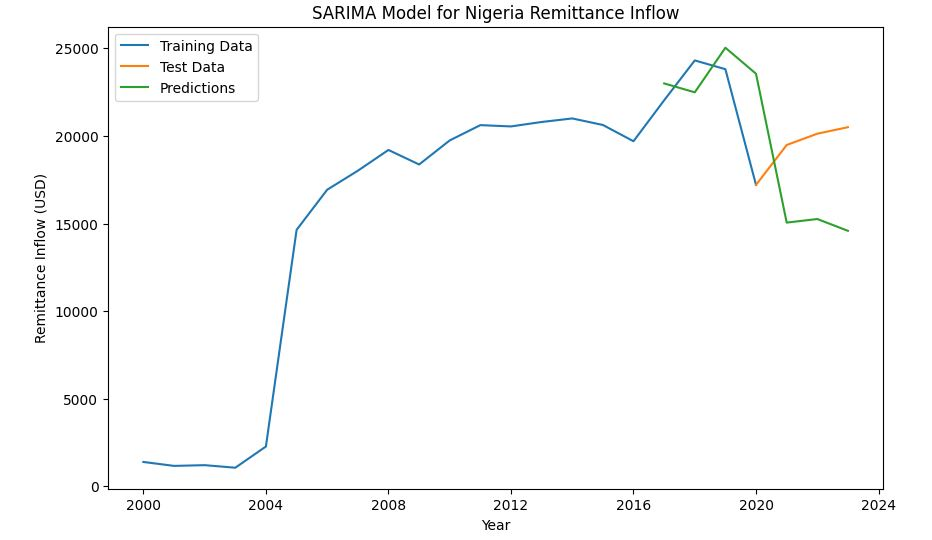 SARIMA Model for Nigeria Remittance Inflow
Training Data
Test Data
Predictions
Remittance Inflow (USD)
25000
20000
15000
10000
5000
0
2000 2004 2008 2012 2016 2020 2024
Year